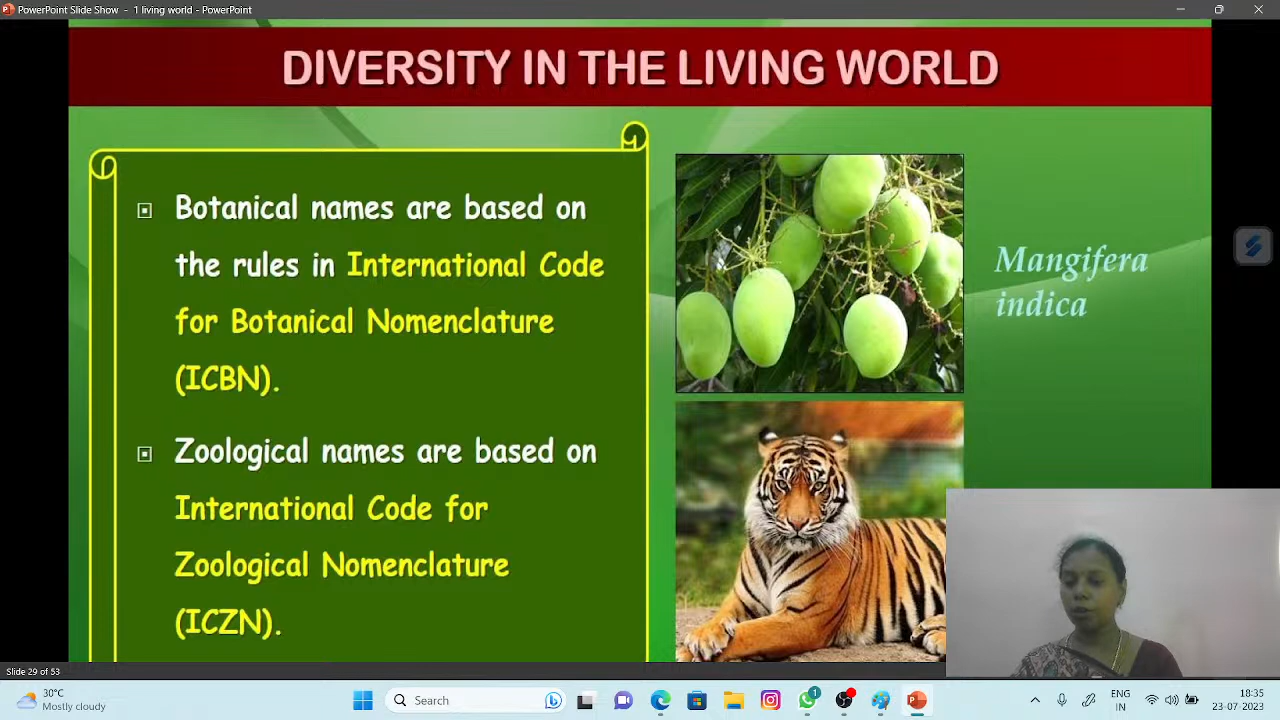 PowerPoint Slide Show - 1 living world - PowerPoint
DIVERSITY IN THE LIVING WORLD
Botanical names are based on
the rules in International Code
for Botanical Nomenclature
(ICBN).
Zoological names are based on
International Code for
Zoological Nomenclature
(ICZN).
Mangifera
indica
Slide 29 of 53
30°C
Mostly cloudy
Search
1
ENG
IN
18:35
23-07-2023